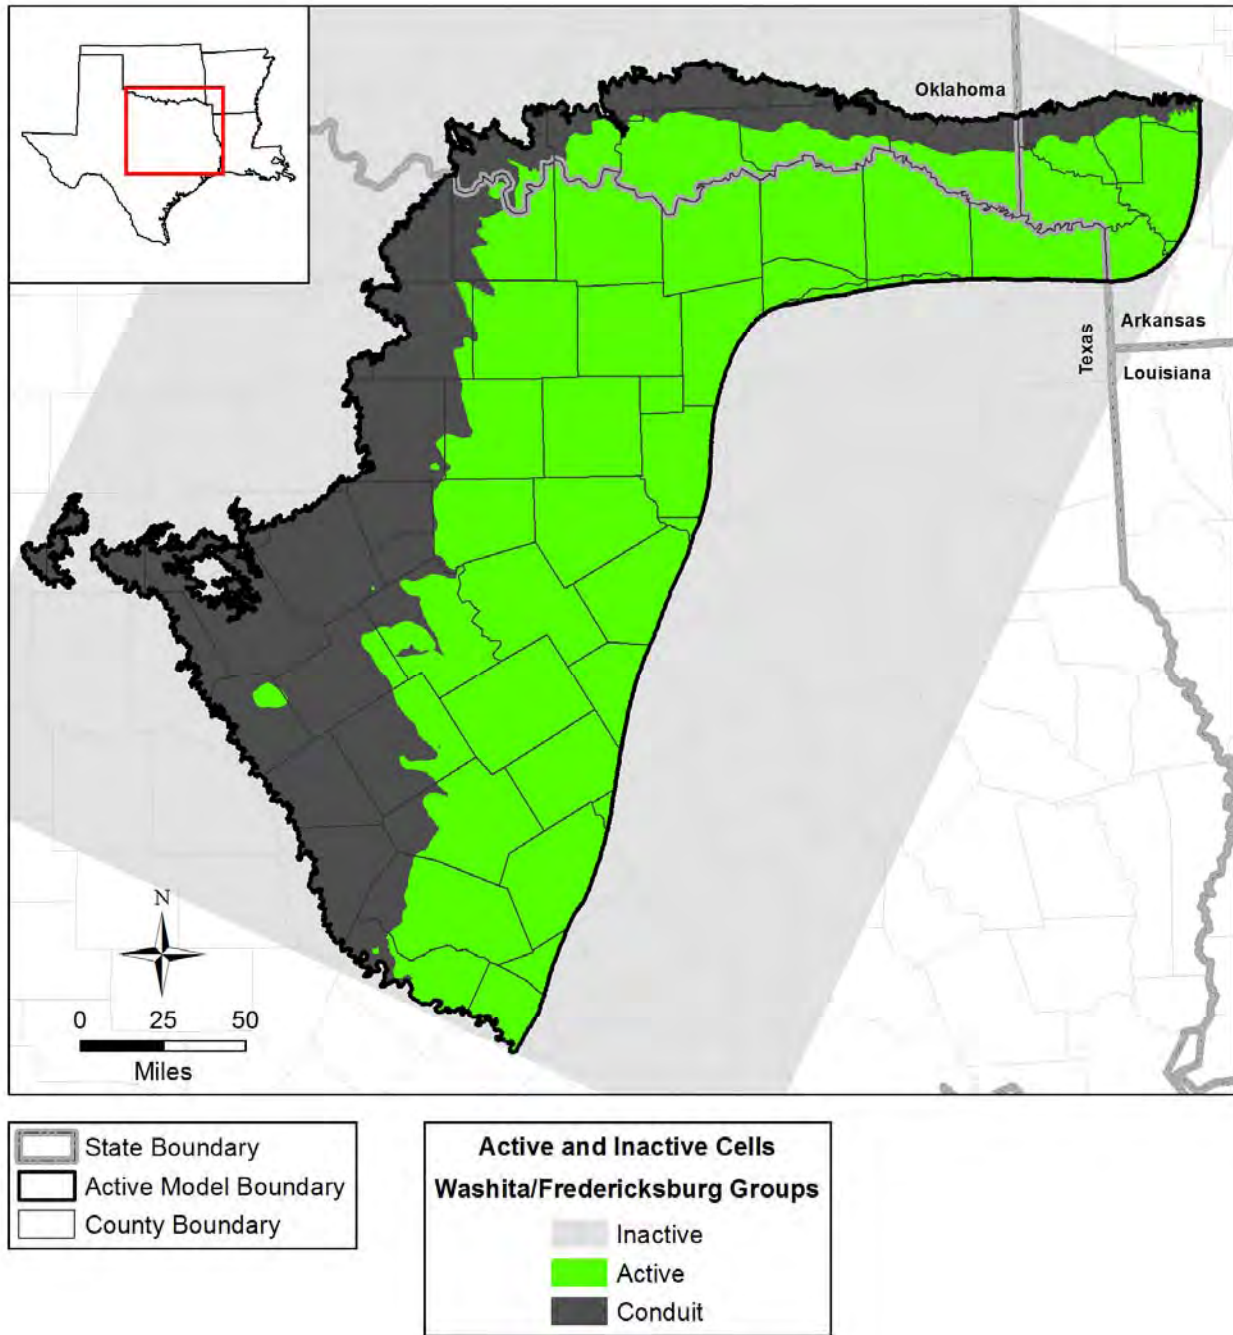 Oklahoma
Texas
Arkansas
Louisiana
N
0 25 50
Miles
State Boundary
Active Model Boundary
County Boundary
Active and Inactive Cells
Washita/Fredericksburg Groups
Inactive
Active
Conduit